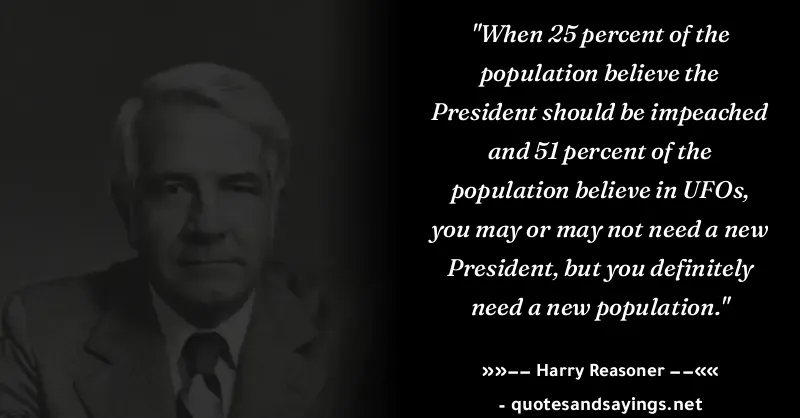 "When 25 percent of the
population believe the
President should be impeached
and 51 percent of the
population believe in UFOs,
you may or may not need a new
President, but you definitely
need a new population."
»»−− Harry Reasoner −−««
- quotesandsayings.net